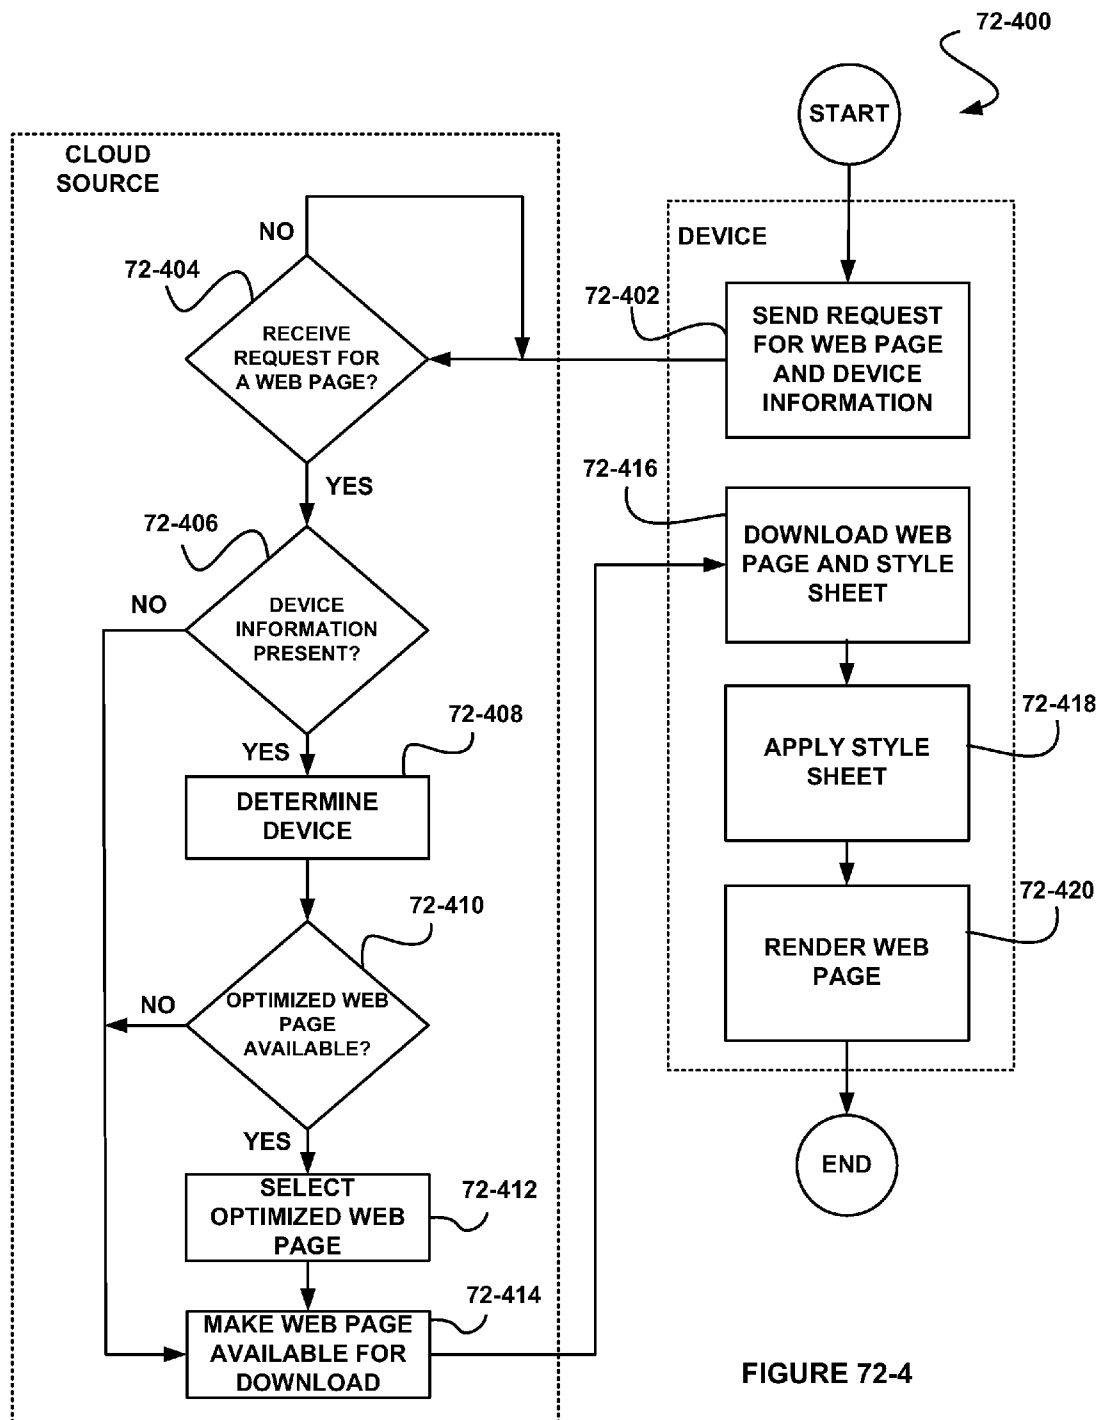 72-400
START
CLOUD
SOURCE
DEVICE
NO
72-404
72-402
RECEIVE
REQUEST FOR
A WEB PAGE?
SEND REQUEST
FOR WEB PAGE
AND DEVICE
INFORMATION
YES
72-416
72-406
DOWNLOAD WEB
PAGE AND STYLE
SHEET
NO
DEVICE
INFORMATION
PRESENT?
72-408
YES
72-418
APPLY STYLE
SHEET
DETERMINE
DEVICE
72-410
72-420
RENDER WEB
PAGE
NO
OPTIMIZED WEB
PAGE
AVAILABLE?
YES
END
SELECT
OPTIMIZED WEB
PAGE
72-412
72-414
MAKE WEB PAGE
AVAILABLE FOR
DOWNLOAD
FIGURE 72-4